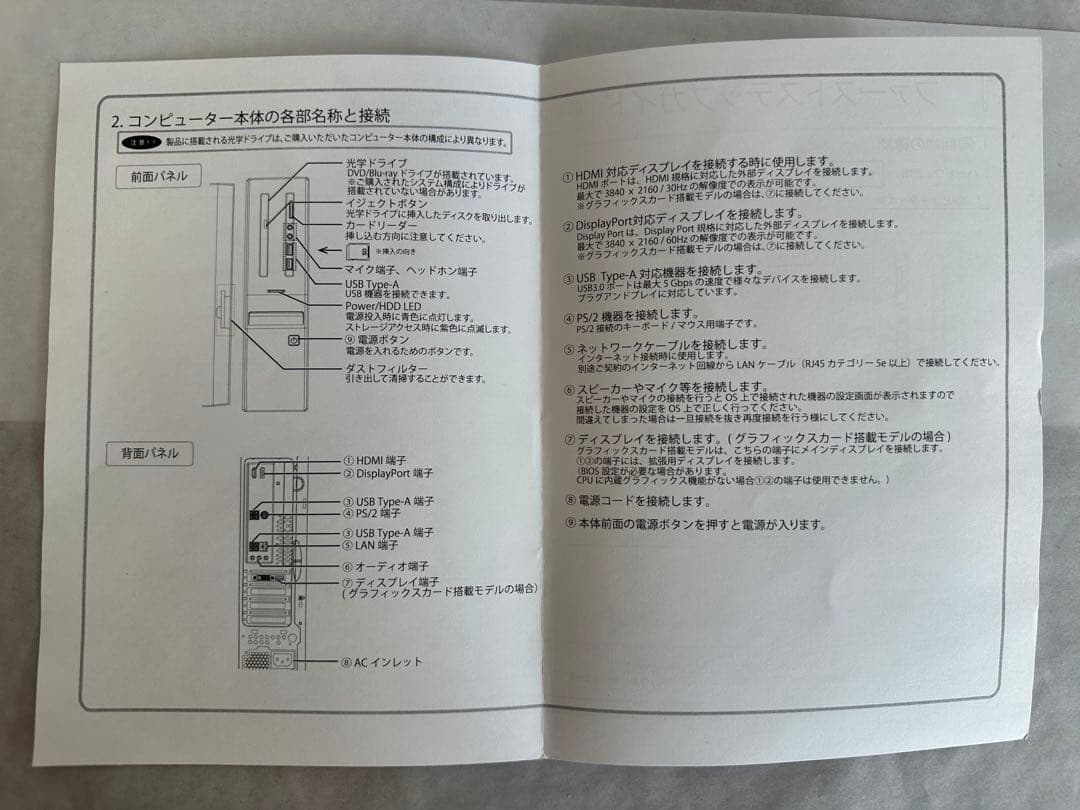 2. コンピューター本体の各部名称と接続
注意!! 製品に搭載される光学ドライブは、ご購入いただいたコンピューター本体の構成により異なります。
前面パネル
光学ドライブ
DVD/Blu-ray ドライブが搭載されています。
※ご購入されたシステム構成によりドライブが
搭載されていない場合があります。
イジェクトボタン
光学ドライブに挿入したディスクを取り出します。
カードリーダー
挿し込む方向に注意してください。
※挿入の向き
マイク端子、ヘッドホン端子
USB Type-A
USB 機器を接続できます。
Power/HDD LED
電源投入時に青色に点灯します。
ストレージアクセス時に紫色に点滅します。
⑨ 電源ボタン
電源を入れるためのボタンです。
ダストフィルター
引き出して清掃することができます。
背面パネル
① HDMI 端子
② DisplayPort 端子
③ USB Type-A 端子
④ PS/2 端子
③ USB Type-A 端子
⑤ LAN 端子
⑥ オーディオ端子
⑦ ディスプレイ端子
( グラフィックスカード搭載モデルの場合)
⑧ AC インレット
① HDMI 対応ディスプレイを接続する時に使用します。
HDMI ポートは、HDMI 規格に対応した外部ディスプレイを接続します。
最大で 3840 x 2160 / 30Hz の解像度での表示が可能です。
※グラフィックスカード搭載モデルの場合は、⑦に接続してください。
② DisplayPort対応ディスプレイを接続します。
Display Port は、Display Port 規格に対応した外部ディスプレイを接続します。
最大で 3840 x 2160 / 60Hz の解像度での表示が可能です。
※グラフィックスカード搭載モデルの場合は、⑦に接続してください。
③ USB Type-A 対応機器を接続します。
USB3.0 ポートは最大 5 Gbps の速度で様々なデバイスを接続します。
プラグアンドプレイに対応しています。
④ PS/2 機器を接続します。
PS/2 接続のキーボード / マウス用端子です。
⑤ ネットワークケーブルを接続します。
インターネット接続時に使用します。
別途ご契約のインターネット回線から LAN ケーブル（RJ45 カテゴリー 5e 以上）で接続してください。
⑥ スピーカーやマイク等を接続します。
スピーカーやマイクの接続を行うと OS 上で接続された機器の設定画面が表示されますので
接続した機器の設定を OS 上で正しく行ってください。
間違えてしまった場合は一旦接続を抜き再度接続を行う様にしてください。
⑦ ディスプレイを接続します。( グラフィックスカード搭載モデルの場合 )
グラフィックスカード搭載モデルは、こちらの端子にメインディスプレイを接続します。
①②の端子には、拡張用ディスプレイを接続します。
（BIOS 設定が必要な場合があります。
CPU に内蔵グラフィックス機能がない場合①②の端子は使用できません。）
⑧ 電源コードを接続します。
⑨ 本体前面の電源ボタンを押すと電源が入ります。